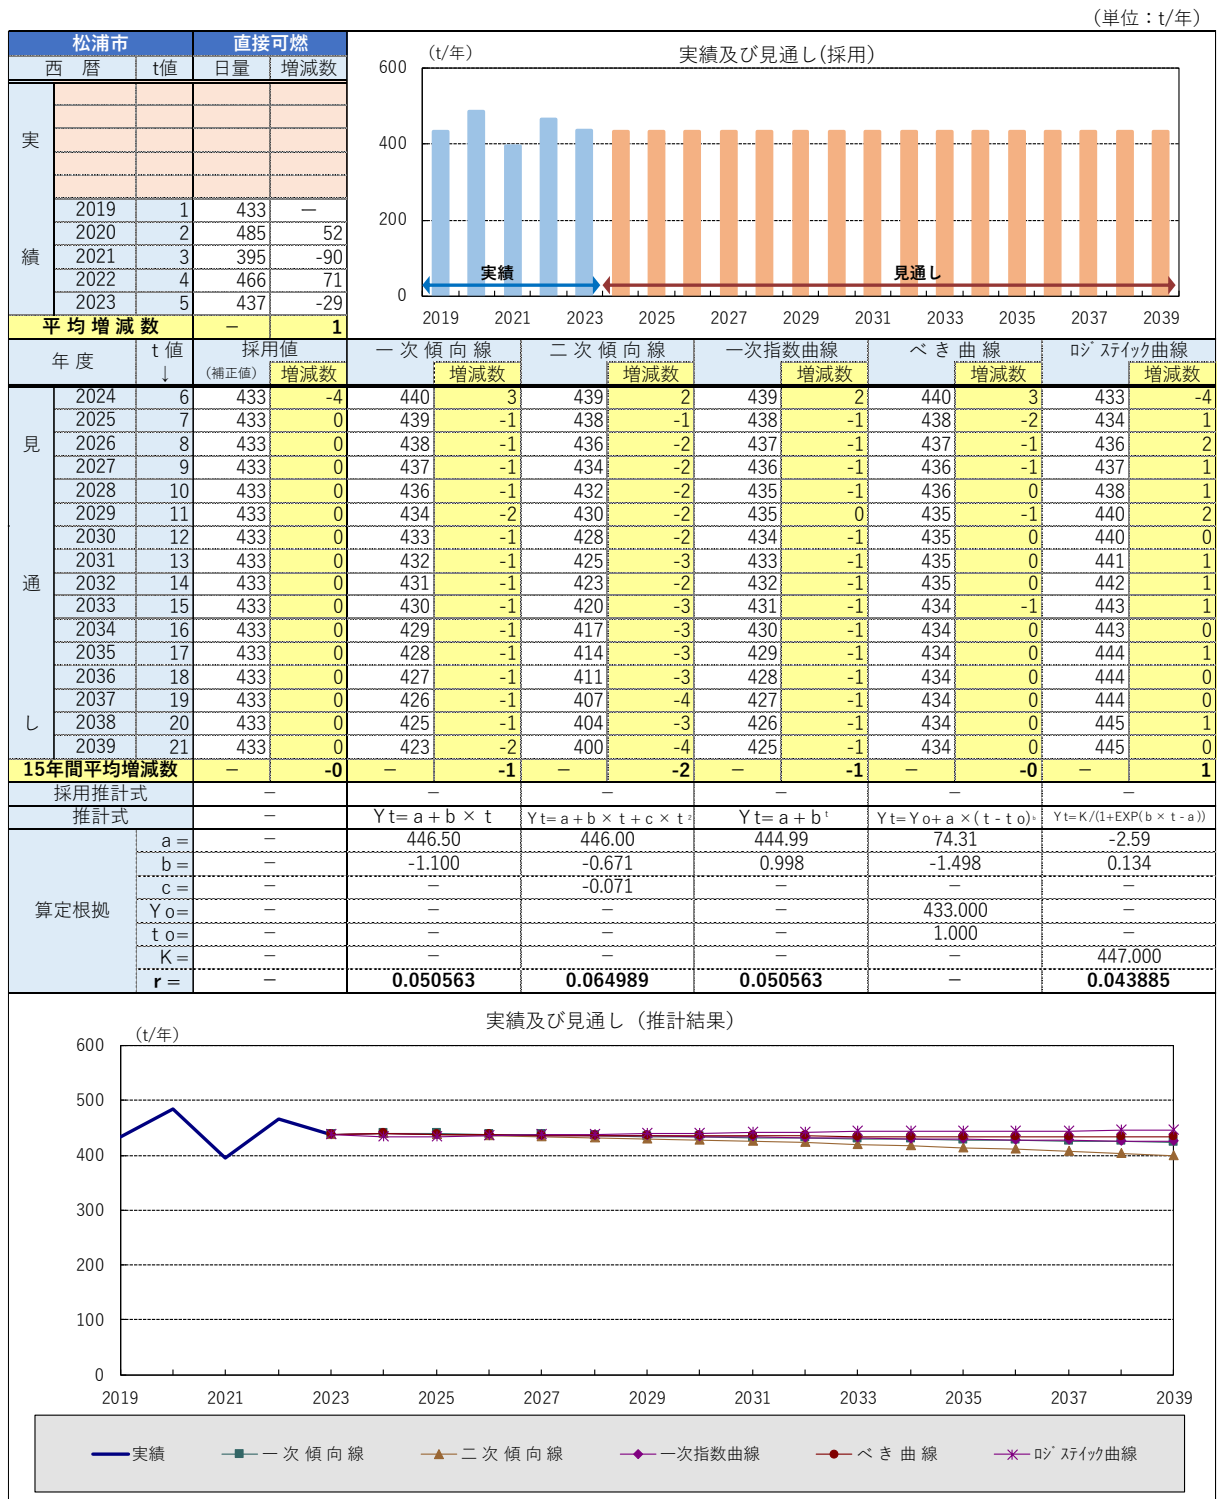 （単位：t/年）
松浦市 直接可燃
西 暦 t値 日量 増減数
実
績
2019 1 433 －
2020 2 485 52
2021 3 395 -90
2022 4 466 71
2023 5 437 -29
平 均 増 減 数 － 1
(t/年) 実績及び見通し(採用)
600
400
200
0
実績 見通し
2019 2021 2023 2025 2027 2029 2031 2033 2035 2037 2039
年 度 t 値 採用値 一 次 傾 向 線 二 次 傾 向 線 一次指数曲線 べ き 曲 線 ﾛｼﾞｽﾃｨｯｸ曲線
↓ （補正値） 増減数 増減数 増減数 増減数 増減数 増減数
見
通
し
2024 6 433 -4 440 3 439 2 439 2 440 3 433 -4
2025 7 433 0 439 -1 438 -1 438 -1 438 -2 434 1
2026 8 433 0 438 -1 436 -2 437 -1 437 -1 436 2
2027 9 433 0 437 -1 434 -2 436 -1 436 -1 437 1
2028 10 433 0 436 -1 432 -2 435 -1 436 0 438 1
2029 11 433 0 434 -2 430 -2 435 0 435 -1 440 2
2030 12 433 0 433 -1 428 -2 434 -1 435 0 440 0
2031 13 433 0 432 -1 425 -3 433 -1 435 0 441 1
2032 14 433 0 431 -1 423 -2 432 -1 435 0 442 1
2033 15 433 0 430 -1 420 -3 431 -1 434 -1 443 1
2034 16 433 0 429 -1 417 -3 430 -1 434 0 443 0
2035 17 433 0 428 -1 414 -3 429 -1 434 0 444 1
2036 18 433 0 427 -1 411 -3 428 -1 434 0 444 0
2037 19 433 0 426 -1 407 -4 427 -1 434 0 444 0
2038 20 433 0 425 -1 404 -3 426 -1 434 0 445 1
2039 21 433 0 423 -2 400 -4 425 -1 434 0 445 0
15年間平均増減数 － -0 － -1 － -2 － -1 － -0 － 1
採用推計式 － － － － － －
推計式 － Ｙt= a + b × t Ｙt= a + b × t + c × t² Ｙt= a + bᵗ Ｙt=Ｙo+ a ×( t - t o)ᵇ Ｙt=Ｋ/(1+EXP(b × t - a))
算定根拠
a = － 446.50 446.00 444.99 74.31 -2.59
b = － -1.100 -0.671 0.998 -1.498 0.134
c = － － -0.071 － － －
Ｙo= － － － － 433.000 －
t o= － － － － 1.000 －
Ｋ= － － － － － 447.000
r = － 0.050563 0.064989 0.050563 － 0.043885
実績及び見通し（推計結果）
(t/年)
600
500
400
300
200
100
0
2019 2021 2023 2025 2027 2029 2031 2033 2035 2037 2039
実績 一 次 傾 向 線 二 次 傾 向 線 一次指数曲線 べ き 曲 線 ﾛｼﾞｽﾃｨｯｸ曲線